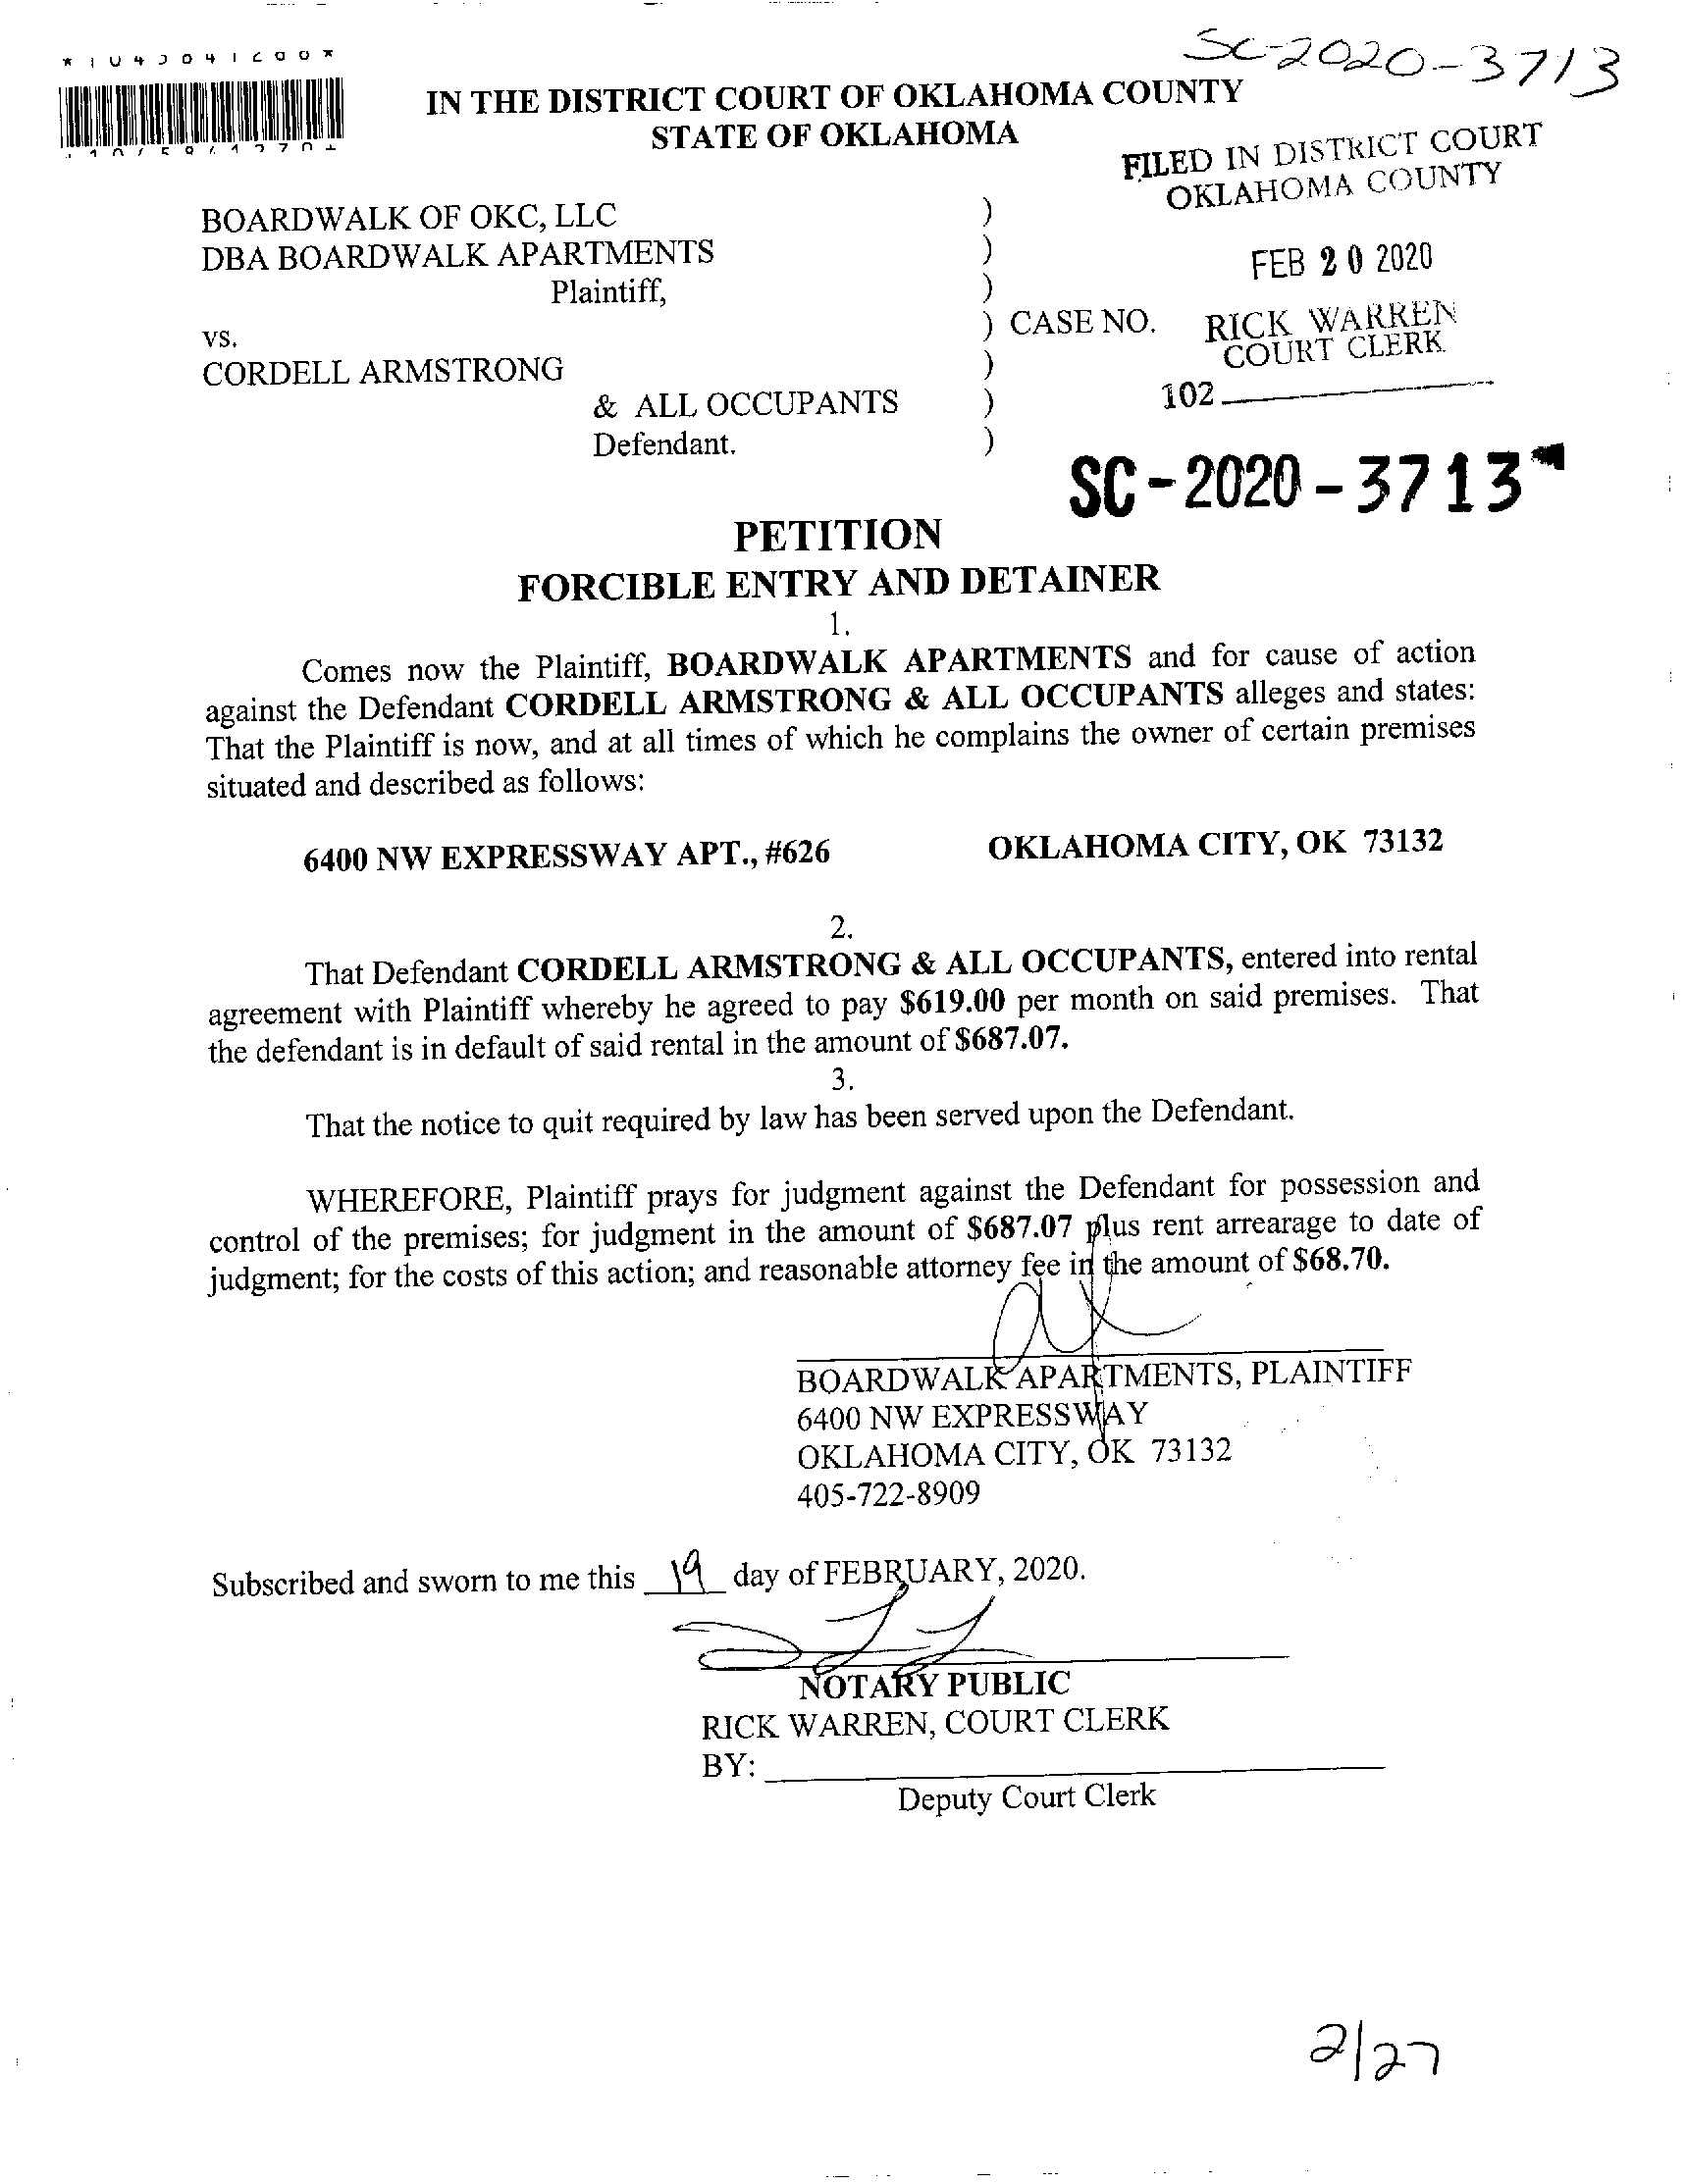 SC-2020-3713
IN THE DISTRICT COURT OF OKLAHOMA COUNTY
STATE OF OKLAHOMA
FILED IN DISTRICT COURT
OKLAHOMA COUNTY
FEB 20 2020
RICK WARREN
COURT CLERK
102
BOARDWALK OF OKC, LLC )
DBA BOARDWALK APARTMENTS )
Plaintiff, )
vs. ) CASE NO.
CORDELL ARMSTRONG )
& ALL OCCUPANTS )
Defendant. )
SC-2020-3713
PETITION
FORCIBLE ENTRY AND DETAINER
1.
Comes now the Plaintiff, BOARDWALK APARTMENTS and for cause of action
against the Defendant CORDELL ARMSTRONG & ALL OCCUPANTS alleges and states:
That the Plaintiff is now, and at all times of which he complains the owner of certain premises
situated and described as follows:
6400 NW EXPRESSWAY APT., #626 OKLAHOMA CITY, OK 73132
2.
That Defendant CORDELL ARMSTRONG & ALL OCCUPANTS, entered into rental
agreement with Plaintiff whereby he agreed to pay $619.00 per month on said premises. That
the defendant is in default of said rental in the amount of $687.07.
3.
That the notice to quit required by law has been served upon the Defendant.
WHEREFORE, Plaintiff prays for judgment against the Defendant for possession and
control of the premises; for judgment in the amount of $687.07 plus rent arrearage to date of
judgment; for the costs of this action; and reasonable attorney fee in the amount of $68.70.
BOARDWALK APARTMENTS, PLAINTIFF
6400 NW EXPRESSWAY
OKLAHOMA CITY, OK 73132
405-722-8909
Subscribed and sworn to me this 19 day of FEBRUARY, 2020.
NOTARY PUBLIC
RICK WARREN, COURT CLERK
BY:
Deputy Court Clerk
2/27